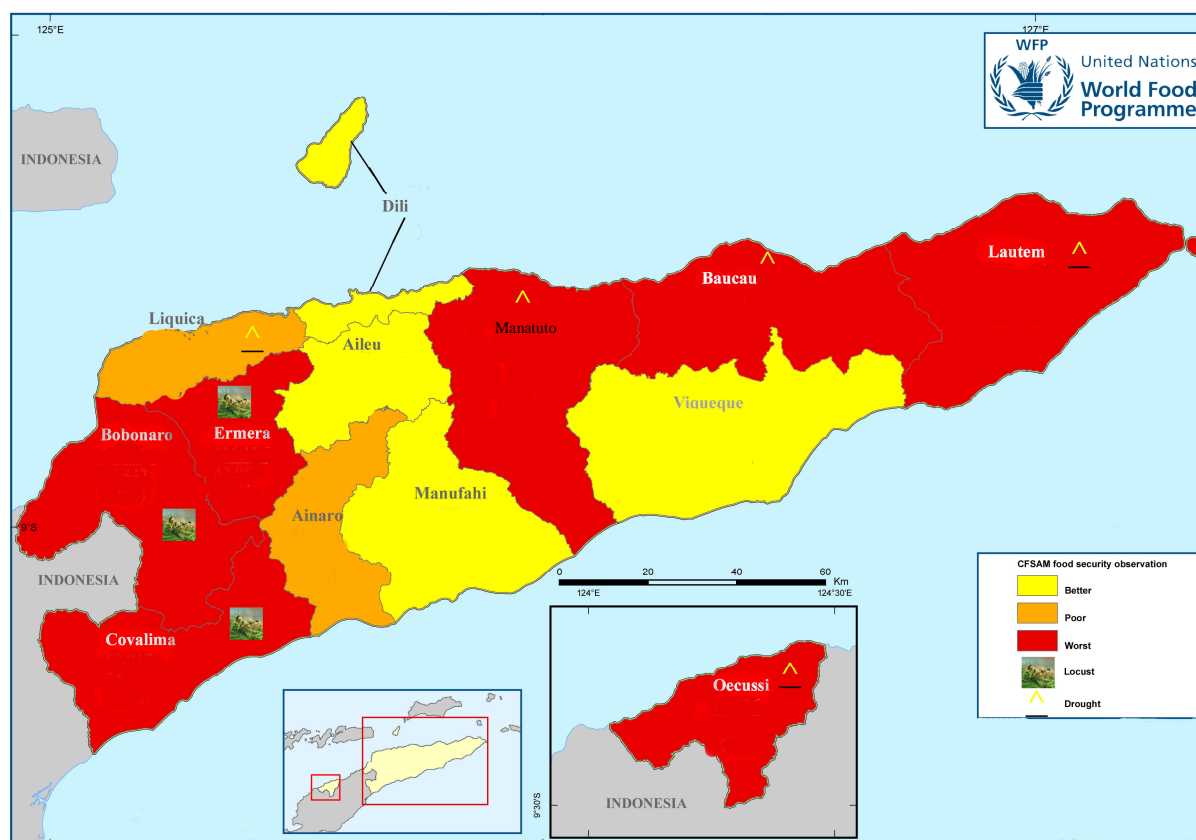 125°E
127°E
WFP
United Nations
World Food
Programme
INDONESIA
Dili
Lautem
Baucau
Liquica
Manatuto
Aileu
Viqueque
Bobonaro
Ermera
Manufahi
Ainaro
9°S
INDONESIA
CFSAM food security observation
Better
Poor
Worst
Locust
Drought
0 20 40 60
Km
124°E
124°30'E
Covalima
Oecussi
INDONESIA
9°30'S